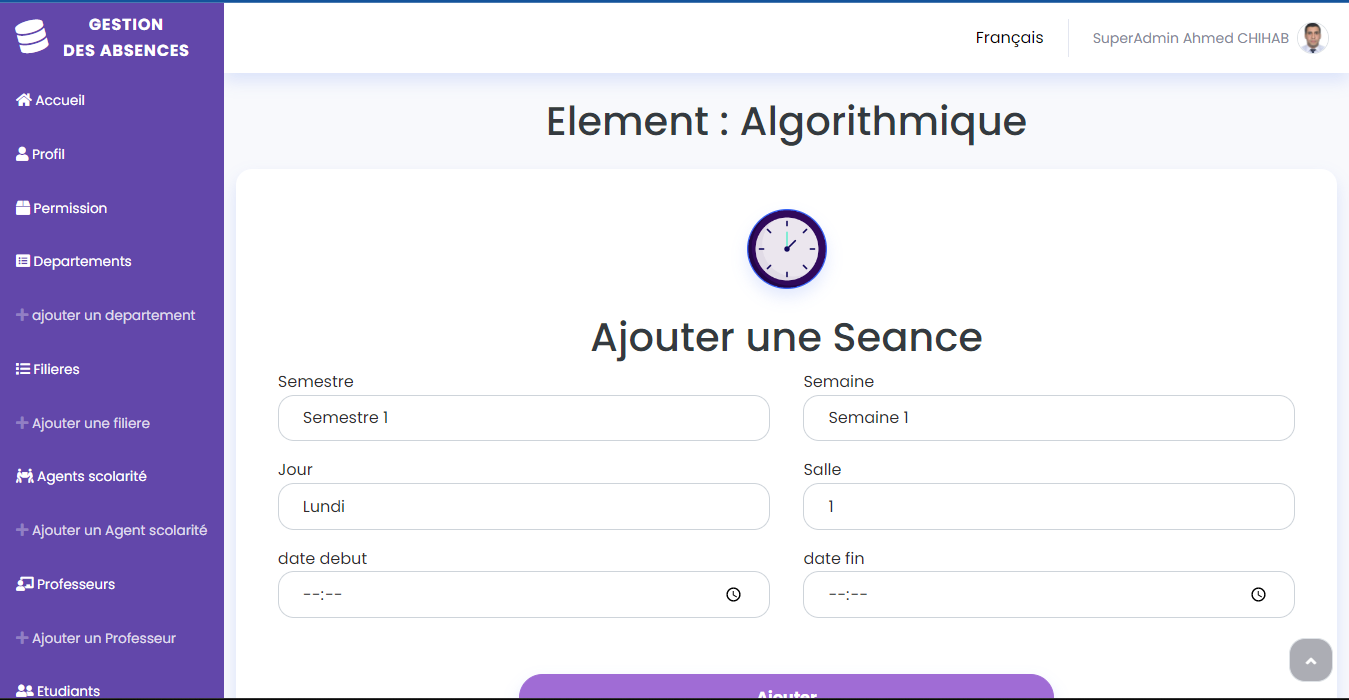 GESTION
DES ABSENCES
Accueil
Profil
Permission
Departements
ajouter un departement
Filieres
Ajouter une filiere
Agents scolarité
Ajouter un Agent scolarité
Professeurs
Ajouter un Professeur
Etudiants
Français
SuperAdmin Ahmed CHIHAB
Element : Algorithmique
Ajouter une Seance
Semestre
Semaine
Semestre 1
Semaine 1
Jour
Salle
Lundi
1
date debut
date fin
--:--
--:--
Ajouter